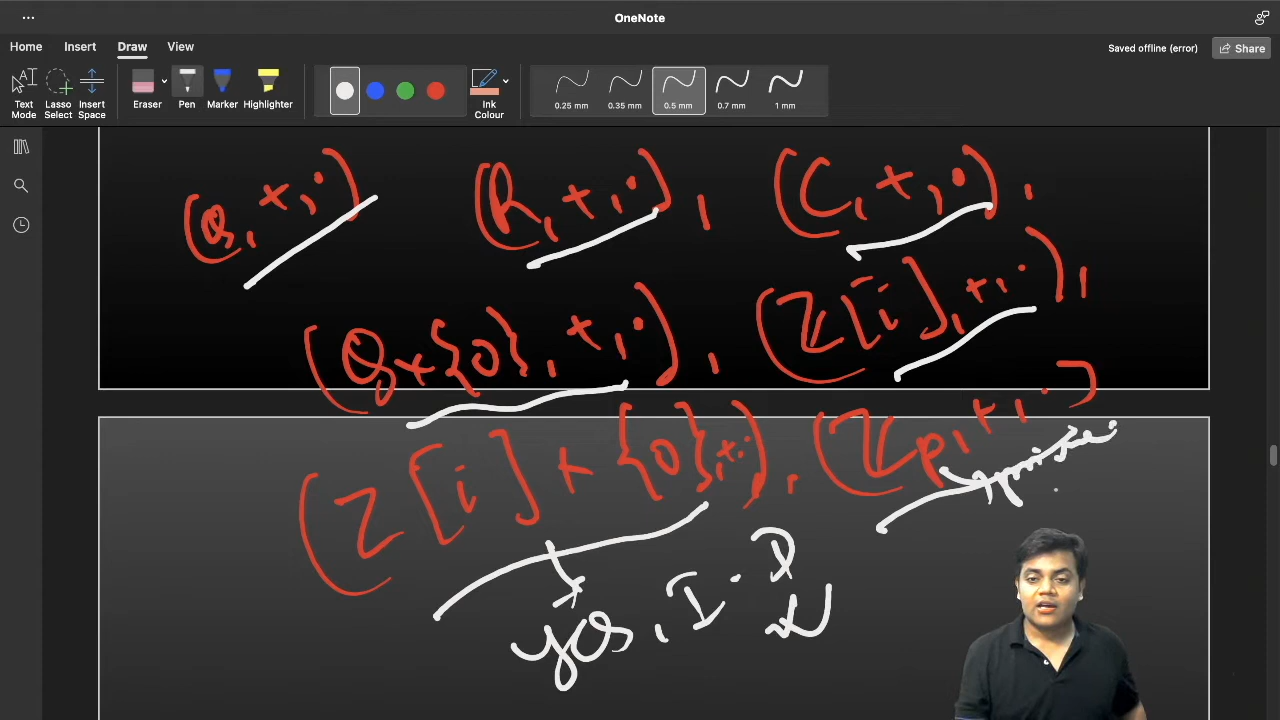 OneNote
Home Insert Draw View
Saved offline (error) Share
Text Mode
Lasso Select
Insert Space
Eraser
Pen
Marker
Highlighter
Ink Colour
0.25 mm 0.35 mm 0.5 mm 0.7 mm 1 mm
(Q, +, ·) (R, +, ·), (C, +, ·),
(Q × {0}, +, ·), (Z[i], +, ·),
(Z[i] × {0}, +, ·), (Zp, +, ·)
prime
yes, I·D